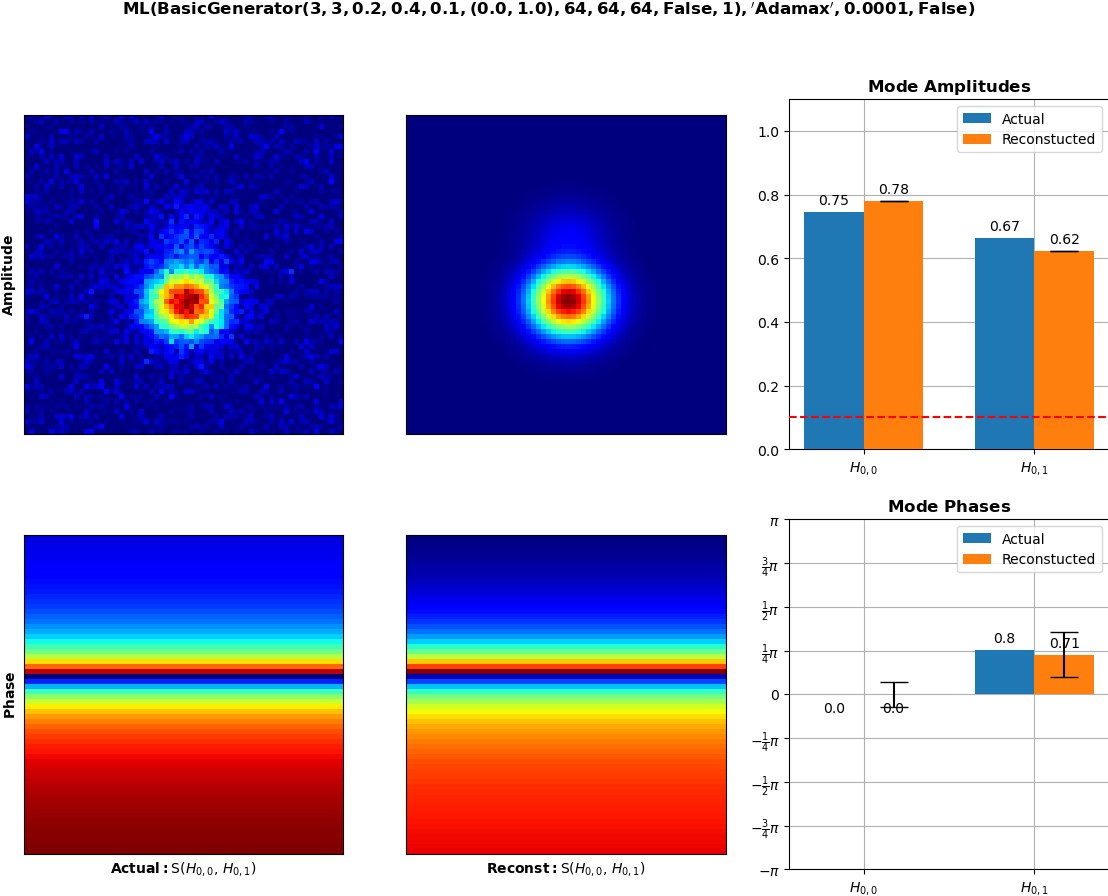 ML(BasicGenerator(3, 3, 0.2, 0.4, 0.1, (0.0, 1.0), 64, 64, 64, False, 1), 'Adamax', 0.0001, False)
Amplitude
Mode Amplitudes
Actual
Reconstucted
1.0
0.8
0.6
0.4
0.2
0.0
0.75
0.78
0.67
0.62
H0,0
H0,1
Phase
Actual: S(H0,0, H0,1)
Reconst: S(H0,0, H0,1)
Mode Phases
Actual
Reconstucted
π
3/4π
1/2π
1/4π
0
−1/4π
−1/2π
−3/4π
−π
0.0
0.0
0.8
0.71
H0,0
H0,1